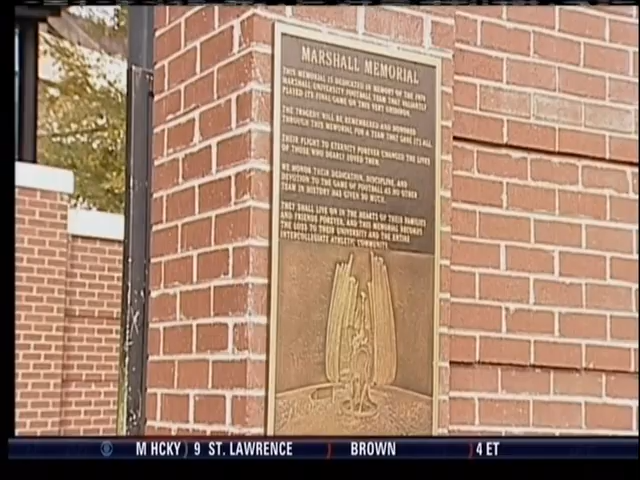 MARSHALL MEMORIAL
THIS MEMORIAL IS DEDICATED IN MEMORY OF THE 1970
MARSHALL UNIVERSITY FOOTBALL TEAM THAT VALIANTLY
PLAYED ITS FINAL GAME ON THIS VERY GRIDIRON.
THE TRAGEDY WILL BE REMEMBERED AND HONORED
THROUGH THIS MEMORIAL FOR A TEAM THAT GAVE ITS ALL.
THEIR FLIGHT TO ETERNITY FOREVER CHANGED THE LIVES
OF THOSE WHO DEARLY LOVED THEM.
WE HONOR THEIR DEDICATION, DISCIPLINE, AND
DEVOTION TO THE GAME OF FOOTBALL AS NO OTHER
TEAM IN HISTORY HAS GIVEN SO MUCH.
THEY SHALL LIVE ON IN THE HEARTS OF THEIR FAMILIES
AND FRIENDS FOREVER, AND THIS MEMORIAL RECORDS
THE LOSS TO THEIR UNIVERSITY AND THE ENTIRE
INTERCOLLEGIATE ATHLETIC COMMUNITY.
M HCKY) 9 ST. LAWRENCE ) BROWN ) 4 ET